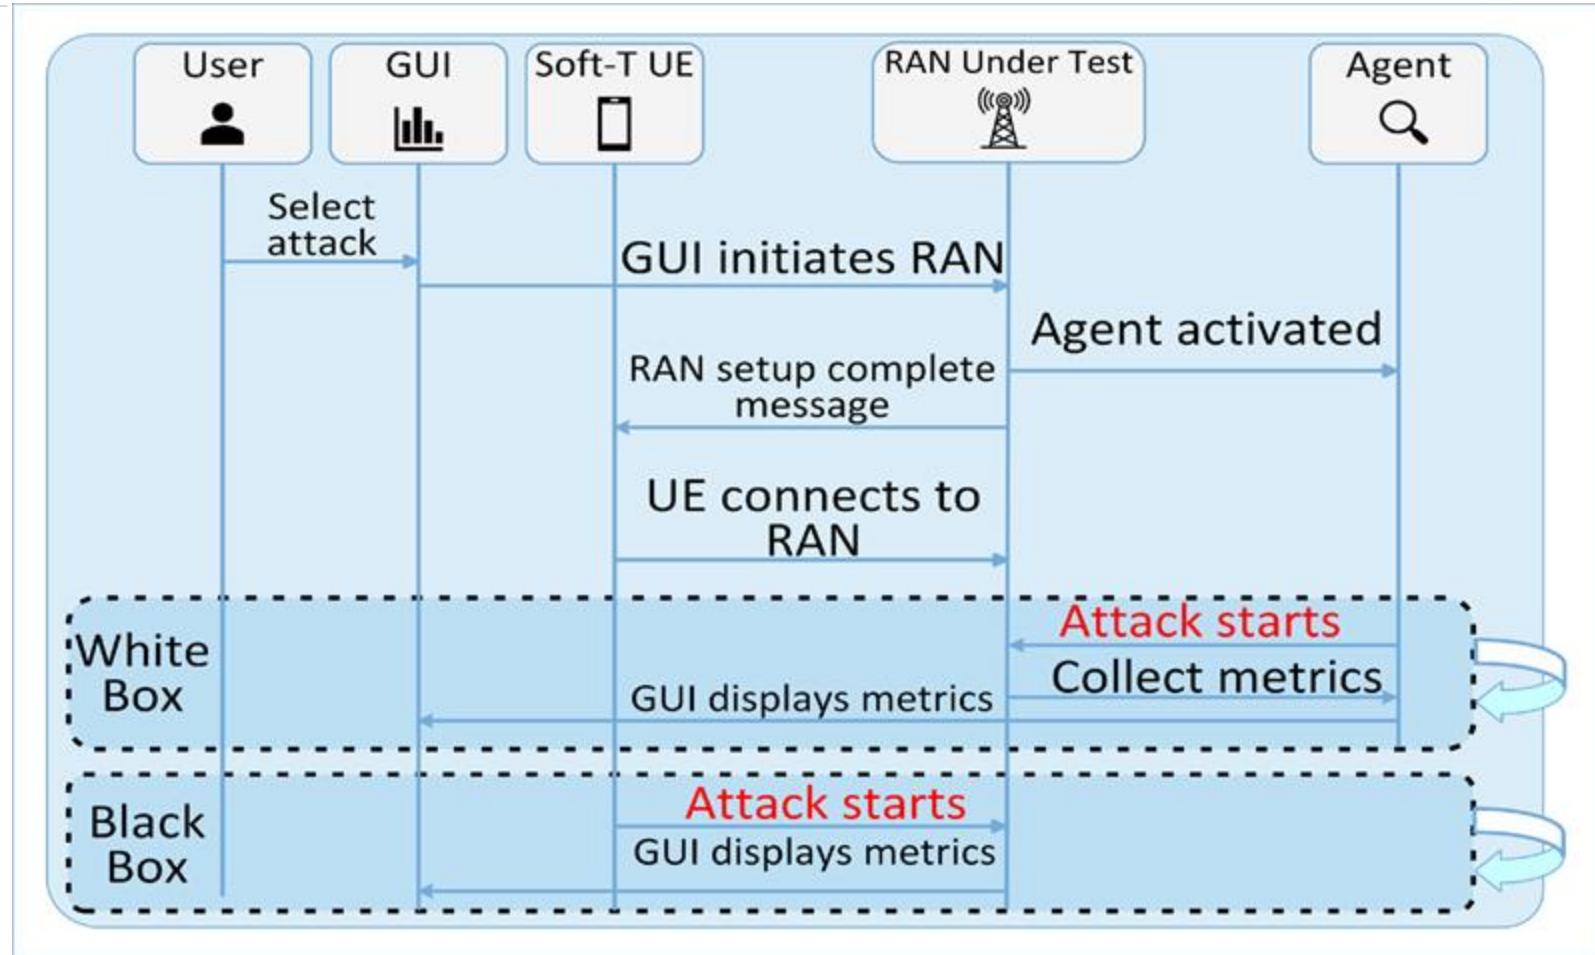 User
GUI
Soft-T UE
RAN Under Test
Agent
Select
attack
GUI initiates RAN
Agent activated
RAN setup complete
message
UE connects to
RAN
White
Box
Attack starts
Collect metrics
GUI displays metrics
Black
Box
Attack starts
GUI displays metrics